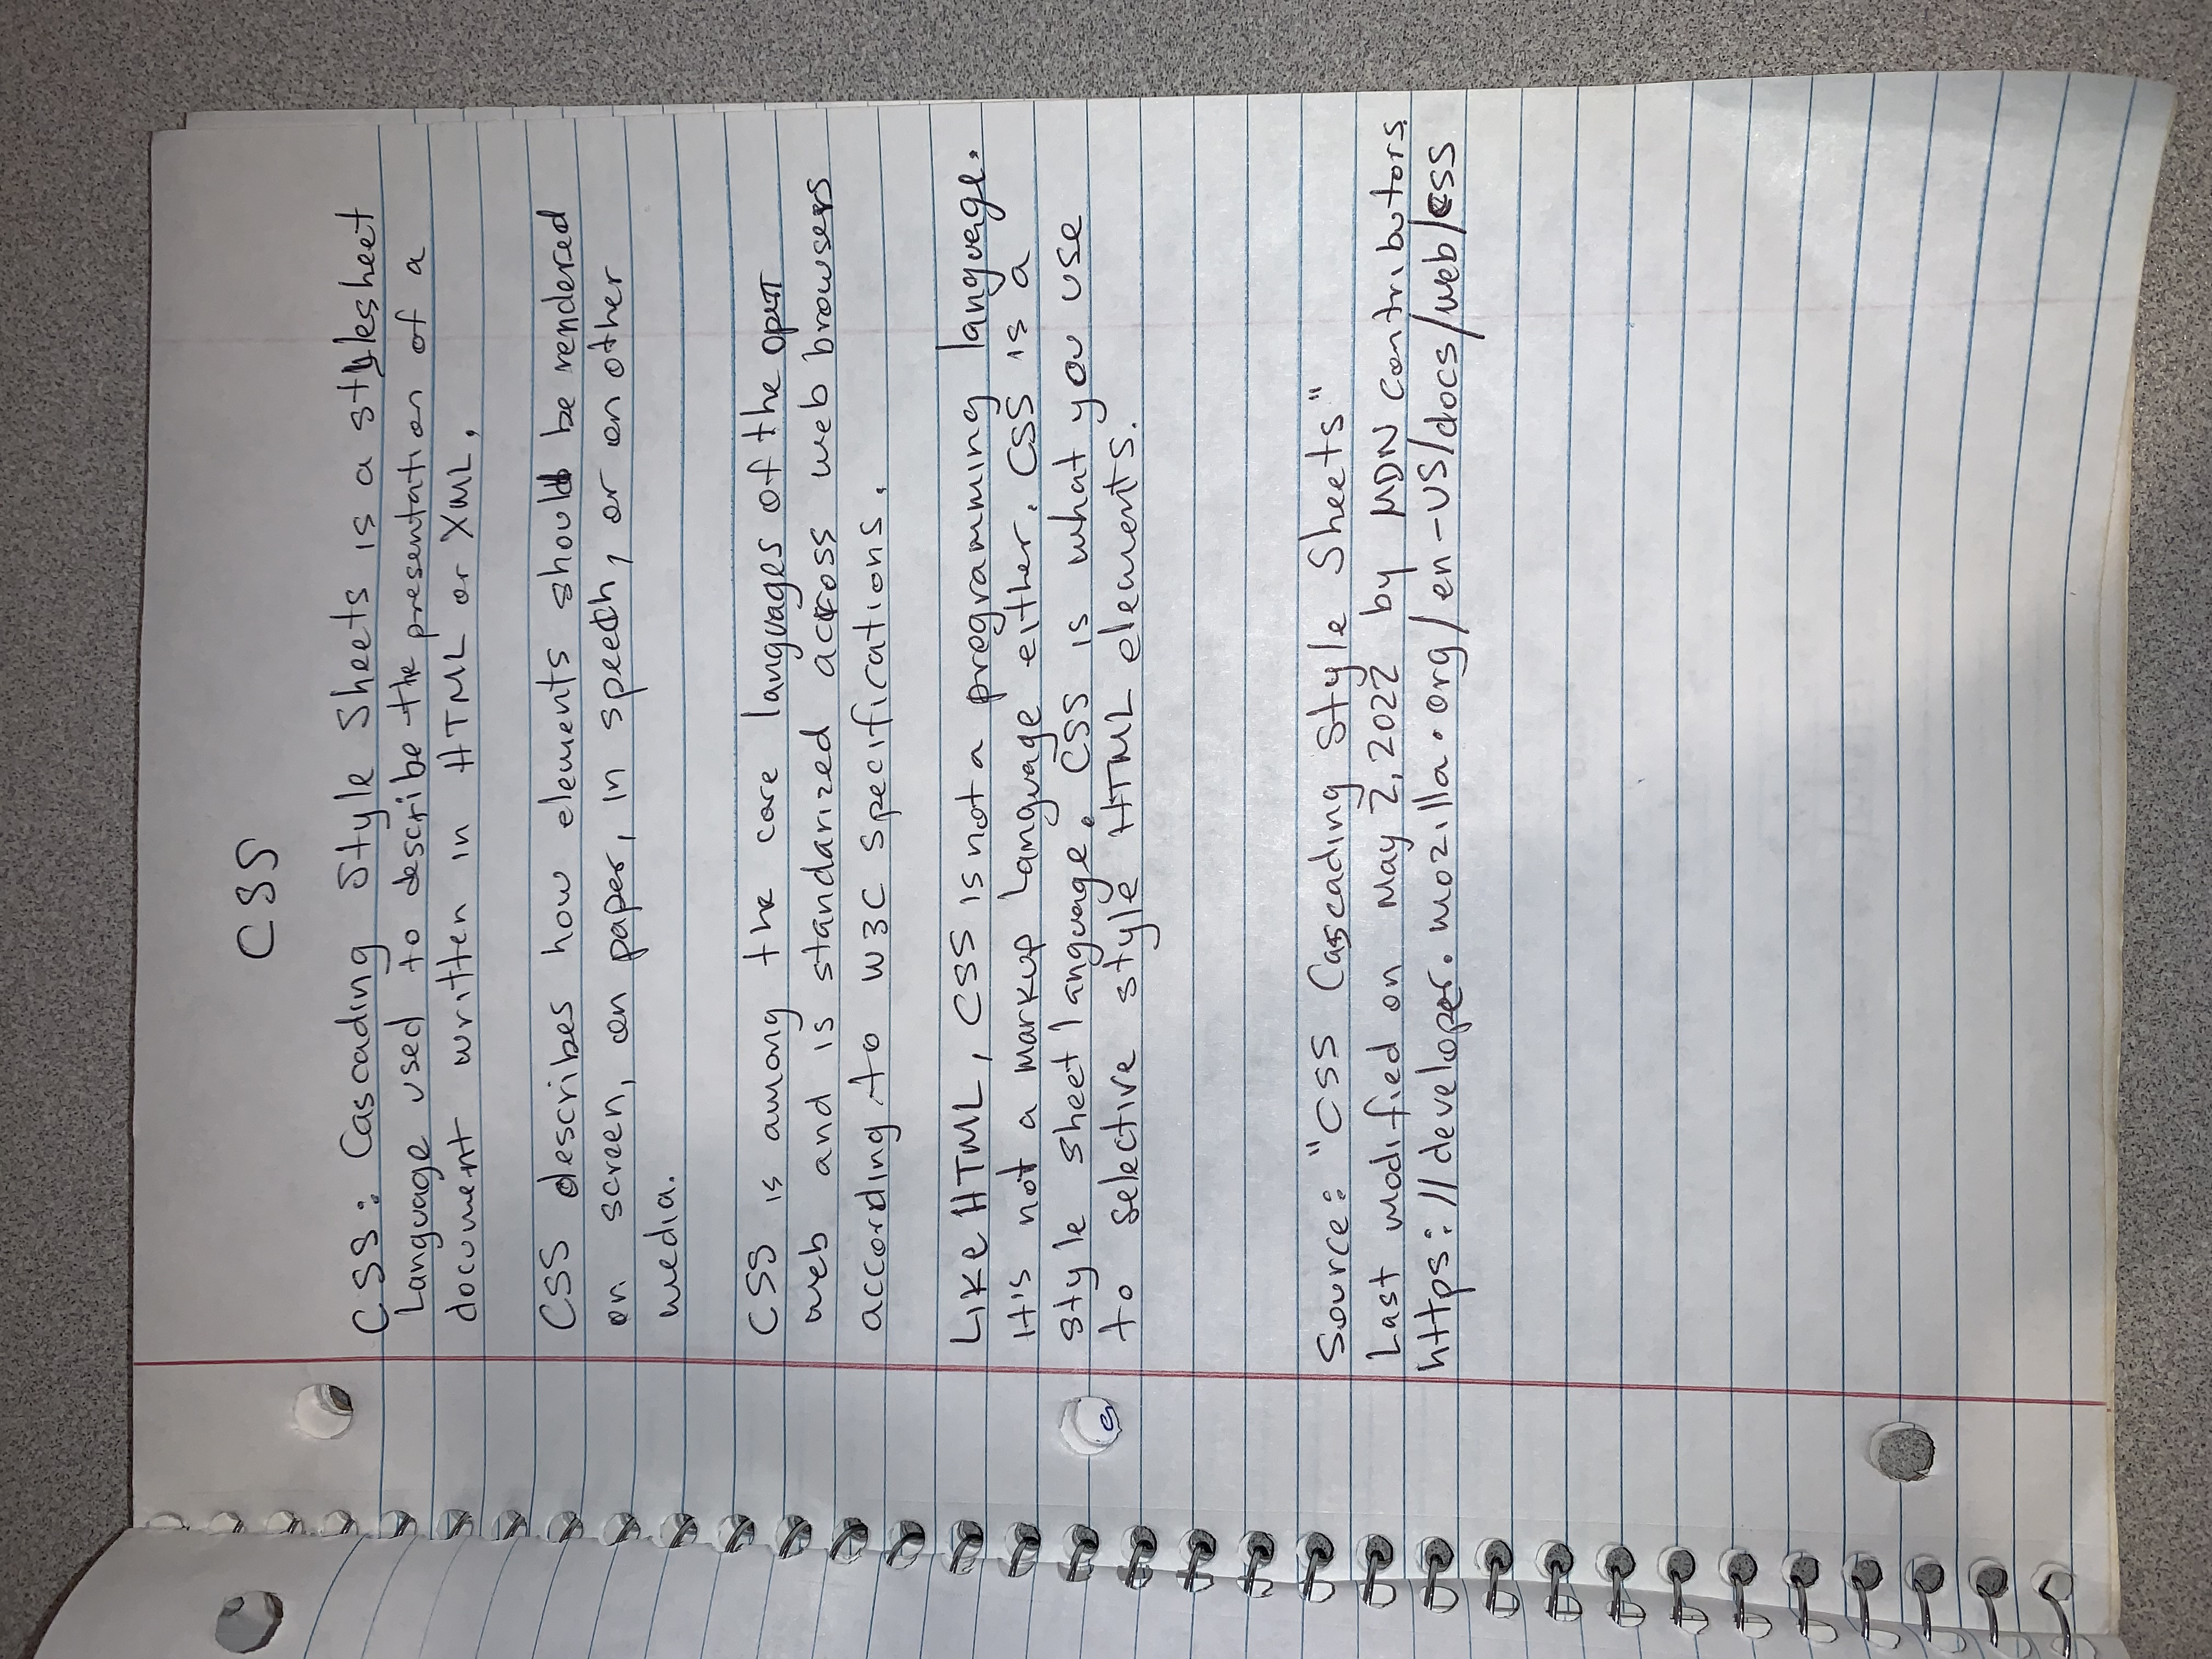 CSS
CSS: Cascading Style Sheets is a stylesheet
Language used to describe the presentation of a
document written in HTML or XML.
CSS describes how elements should be rendered
on screen, on paper, in speech, or on other
media.
CSS is among the core languages of the open
web and is standarized across web browsers
according to W3C specifications.
Like HTML, CSS is not a programming language.
It's not a markup language either. CSS is a
style sheet language. CSS is what you use
to selective style HTML elements.
Source: "CSS Cascading Style Sheets"
Last modified on May 2, 2022 by MDN contributors.
https://developer.mozilla.org/en-US/docs/web/css